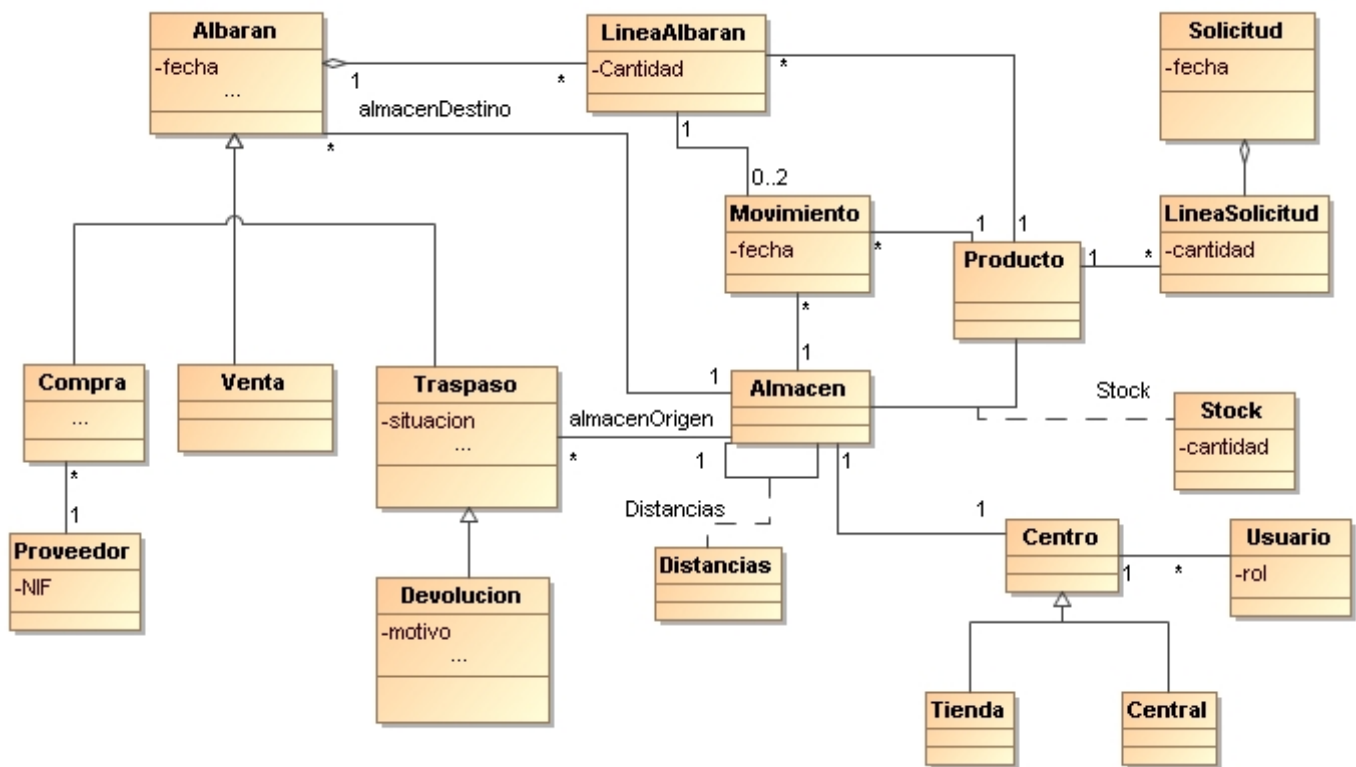 Albaran
-fecha
...
1
*
almacenDestino
*
LineaAlbaran
-Cantidad
*
1
0..2
Solicitud
-fecha
Movimiento
-fecha
*
1
1
Producto
1
*
LineaSolicitud
-cantidad
*
1
Compra
...
Venta
Traspaso
-situacion
...
almacenOrigen
*
1
Almacen
1
1
Stock
Stock
-cantidad
*
1
Proveedor
-NIF
Devolucion
-motivo
...
Distancias
Distancias
1
Centro
1
*
Usuario
-rol
Tienda
Central